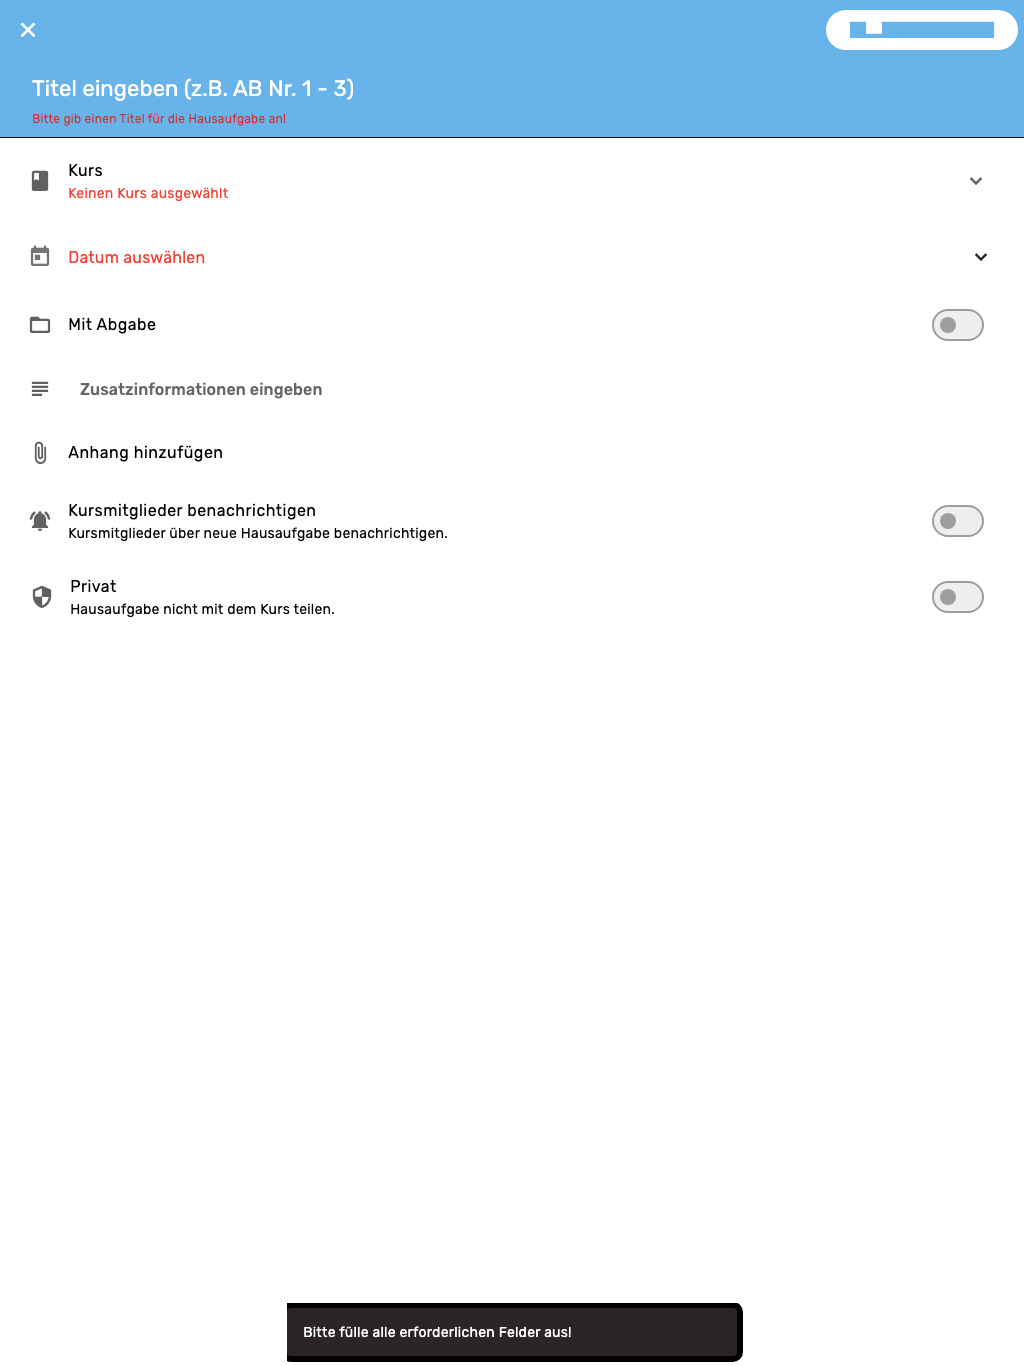 Titel eingeben (z.B. AB Nr. 1 - 3)
Bitte gib einen Titel für die Hausaufgabe an!
Kurs
Keinen Kurs ausgewählt
Datum auswählen
Mit Abgabe
Zusatzinformationen eingeben
Anhang hinzufügen
Kursmitglieder benachrichtigen
Kursmitglieder über neue Hausaufgabe benachrichtigen.
Privat
Hausaufgabe nicht mit dem Kurs teilen.
Bitte fülle alle erforderlichen Felder aus!